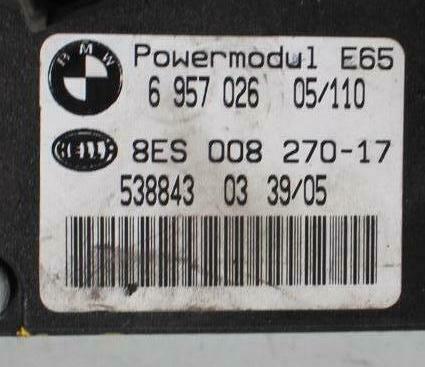 BMW
Powermodul E65
6 957 026 05/110
HELLA
8ES 008 270-17
538843 03 39/05